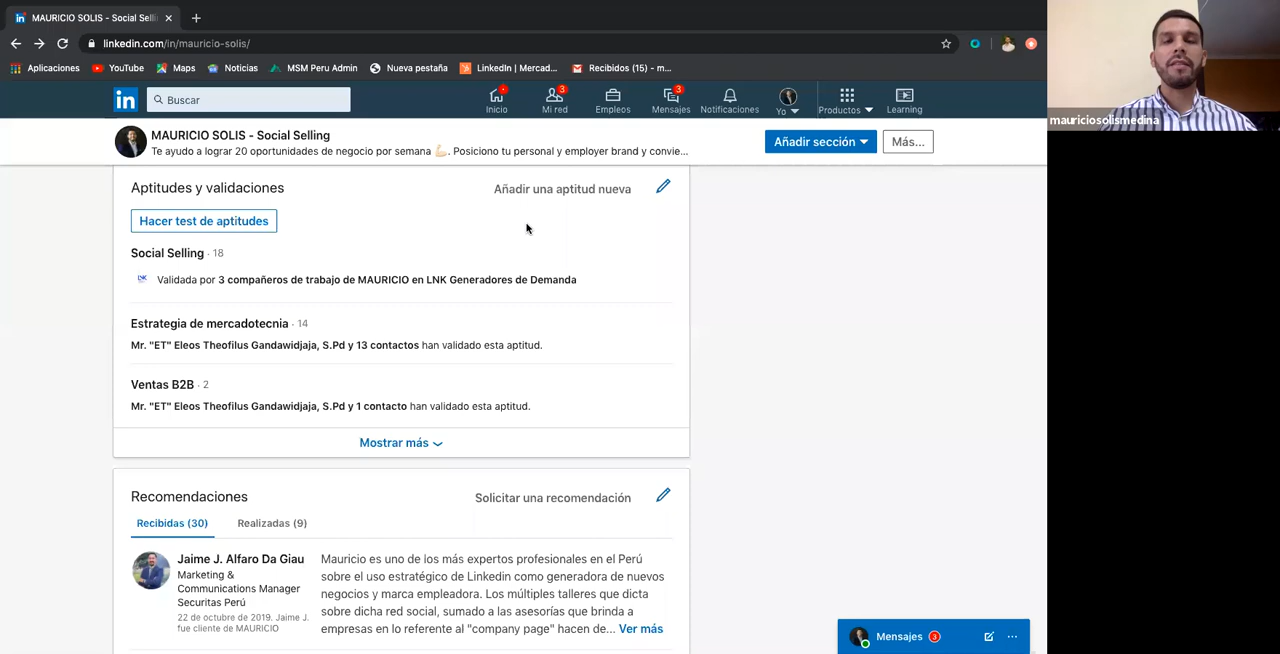 MAURICIO SOLIS - Social Selli
linkedin.com/in/mauricio-solis/
Aplicaciones YouTube Maps Noticias MSM Peru Admin Nueva pestaña LinkedIn | Mercad... Recibidos (15) - m...
mauriciosolismedina
in Buscar
Inicio
3 Mi red
Empleos
3 Mensajes
Notificaciones
Yo
Productos
Learning
MAURICIO SOLIS - Social Selling
Te ayudo a lograr 20 oportunidades de negocio por semana 💪🏻. Posiciono tu personal y employer brand y convie...
Añadir sección
Más...
Aptitudes y validaciones
Añadir una aptitud nueva
Hacer test de aptitudes
Social Selling · 18
LNK Validada por 3 compañeros de trabajo de MAURICIO en LNK Generadores de Demanda
Estrategia de mercadotecnia · 14
Mr. "ET" Eleos Theofilus Gandawidjaja, S.Pd y 13 contactos han validado esta aptitud.
Ventas B2B · 2
Mr. "ET" Eleos Theofilus Gandawidjaja, S.Pd y 1 contacto han validado esta aptitud.
Mostrar más
Recomendaciones
Solicitar una recomendación
Recibidas (30) Realizadas (9)
Jaime J. Alfaro Da Giau
Marketing &
Communications Manager
Securitas Perú
22 de octubre de 2019. Jaime J.
fue cliente de MAURICIO
Mauricio es uno de los más expertos profesionales en el Perú
sobre el uso estratégico de Linkedin como generadora de nuevos
negocios y marca empleadora. Los múltiples talleres que dicta
sobre dicha red social, sumado a las asesorías que brinda a
empresas en lo referente al "company page" hacen de... Ver más
Mensajes 3 ...